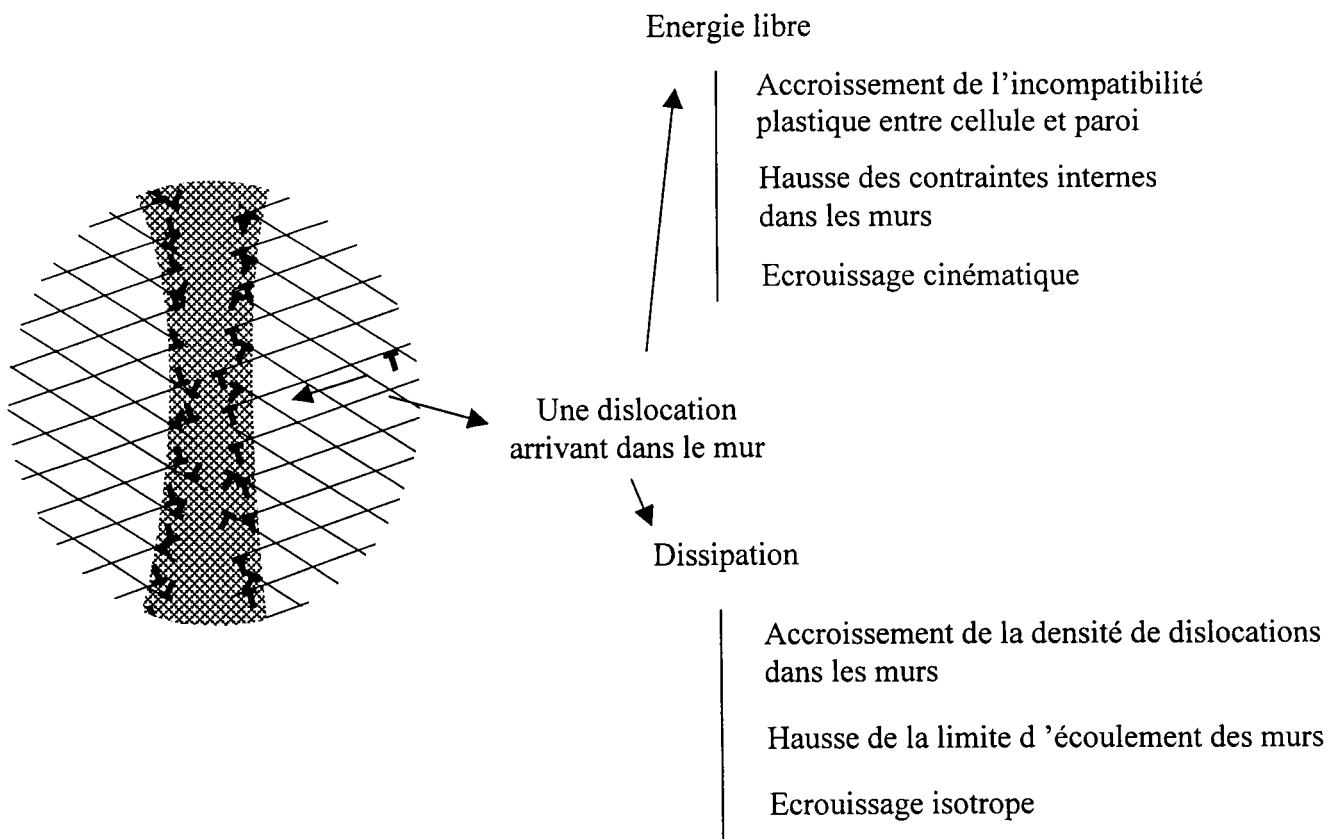 Energie libre
Accroissement de l'incompatibilité
plastique entre cellule et paroi
Hausse des contraintes internes
dans les murs
Ecrouissage cinématique
Une dislocation
arrivant dans le mur
Dissipation
Accroissement de la densité de dislocations
dans les murs
Hausse de la limite d 'écoulement des murs
Ecrouissage isotrope